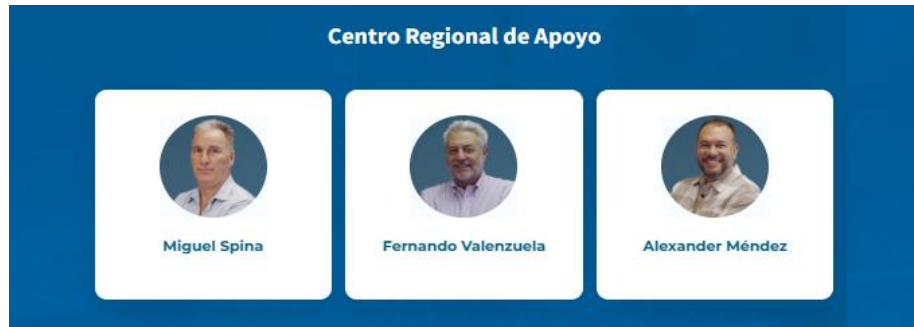 Centro Regional de Apoyo
Miguel Spina
Fernando Valenzuela
Alexander Méndez